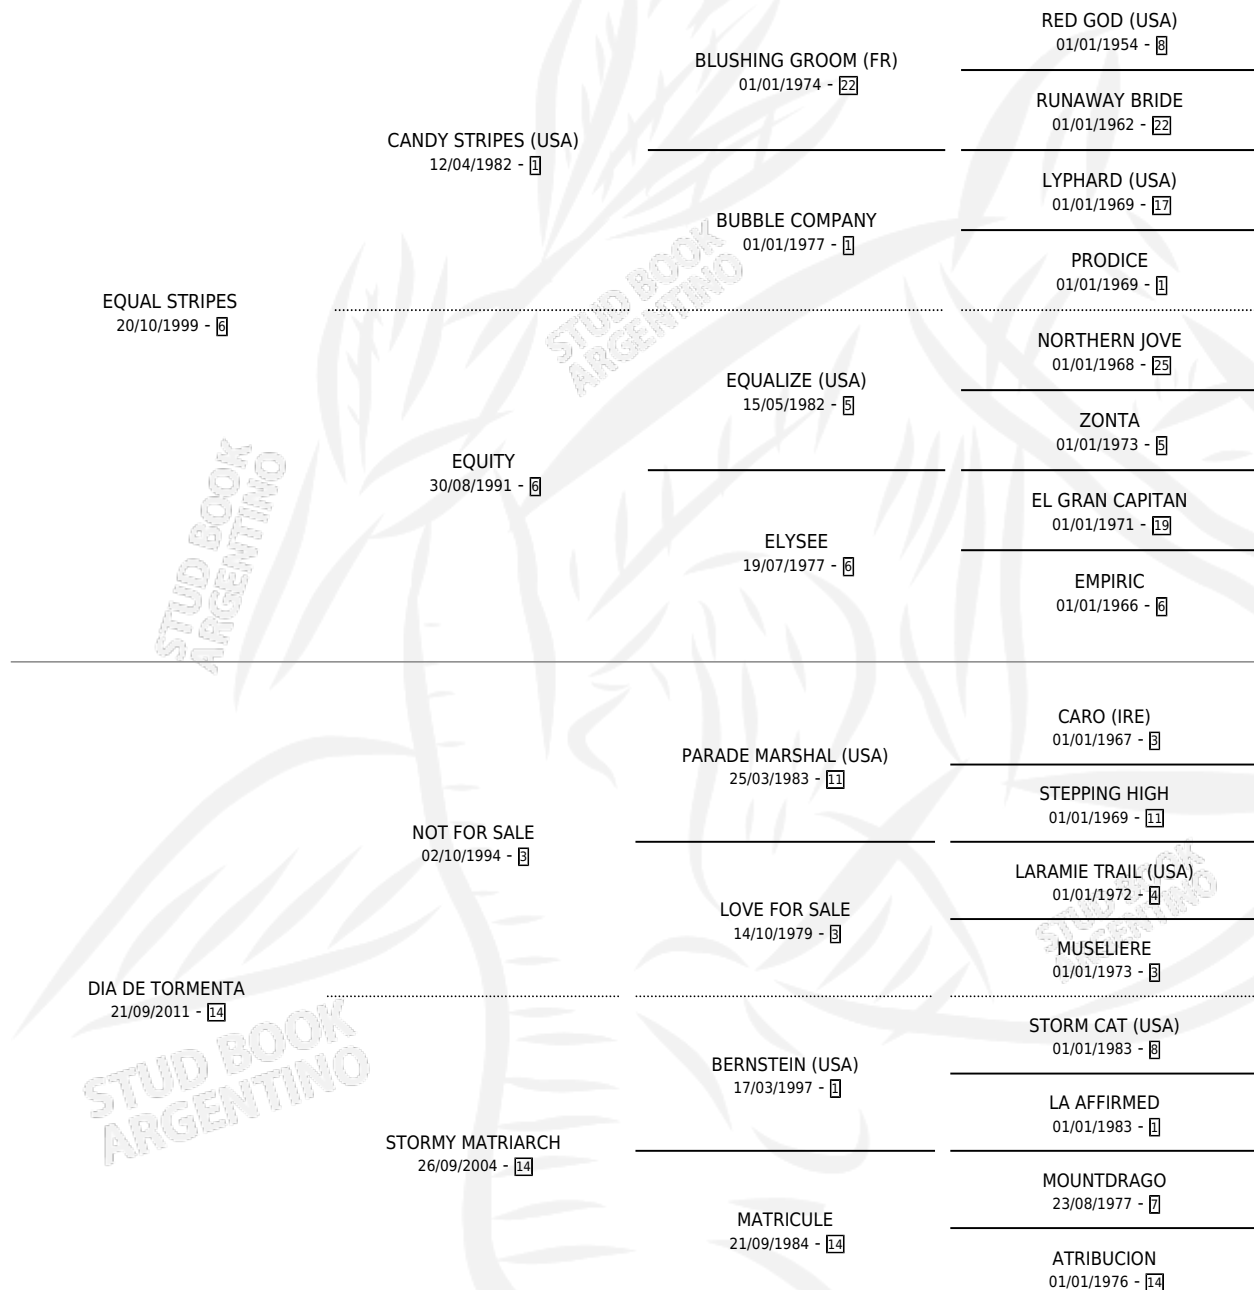 RED GOD (USA)
01/01/1954 - 8
BLUSHING GROOM (FR)
01/01/1974 - 22
RUNAWAY BRIDE
01/01/1962 - 22
CANDY STRIPES (USA)
12/04/1982 - 1
LYPHARD (USA)
01/01/1969 - 17
BUBBLE COMPANY
01/01/1977 - 1
PRODICE
01/01/1969 - 1
EQUAL STRIPES
20/10/1999 - 6
NORTHERN JOVE
01/01/1968 - 25
EQUALIZE (USA)
15/05/1982 - 5
ZONTA
01/01/1973 - 5
EQUITY
30/08/1991 - 6
EL GRAN CAPITAN
01/01/1971 - 19
ELYSEE
19/07/1977 - 6
EMPIRIC
01/01/1966 - 6
CARO (IRE)
01/01/1967 - 3
PARADE MARSHAL (USA)
25/03/1983 - 11
STEPPING HIGH
01/01/1969 - 11
NOT FOR SALE
02/10/1994 - 3
LARAMIE TRAIL (USA)
01/01/1972 - 4
LOVE FOR SALE
14/10/1979 - 3
MUSELIERE
01/01/1973 - 3
DIA DE TORMENTA
21/09/2011 - 14
STORM CAT (USA)
01/01/1983 - 8
BERNSTEIN (USA)
17/03/1997 - 1
LA AFFIRMED
01/01/1983 - 1
STORMY MATRIARCH
26/09/2004 - 14
MOUNTDRAGO
23/08/1977 - 7
MATRICULE
21/09/1984 - 14
ATRIBUCION
01/01/1976 - 14
STUD BOOK
ARGENTINO
STUD BOOK
ARGENTINO
STUD BOOK
ARGENTINO
STUD BOOK
ARGENTINO